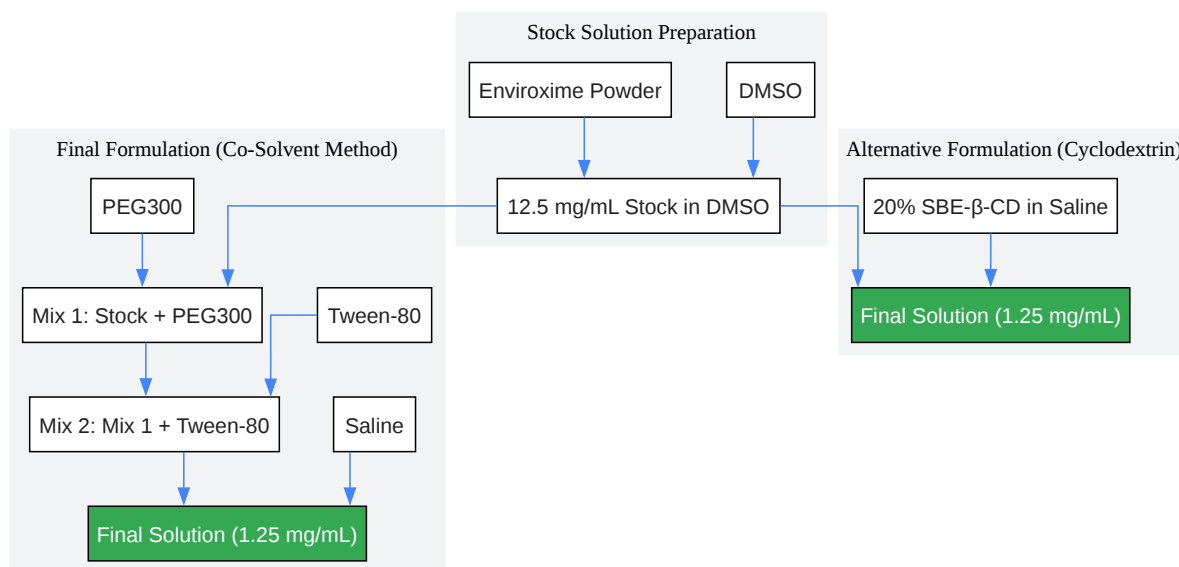 Stock Solution Preparation
Enviroxime Powder
DMSO
12.5 mg/mL Stock in DMSO
Final Formulation (Co-Solvent Method)
PEG300
Mix 1: Stock + PEG300
Tween-80
Mix 2: Mix 1 + Tween-80
Saline
Final Solution (1.25 mg/mL)
Alternative Formulation (Cyclodextrin)
20% SBE-β-CD in Saline
Final Solution (1.25 mg/mL)